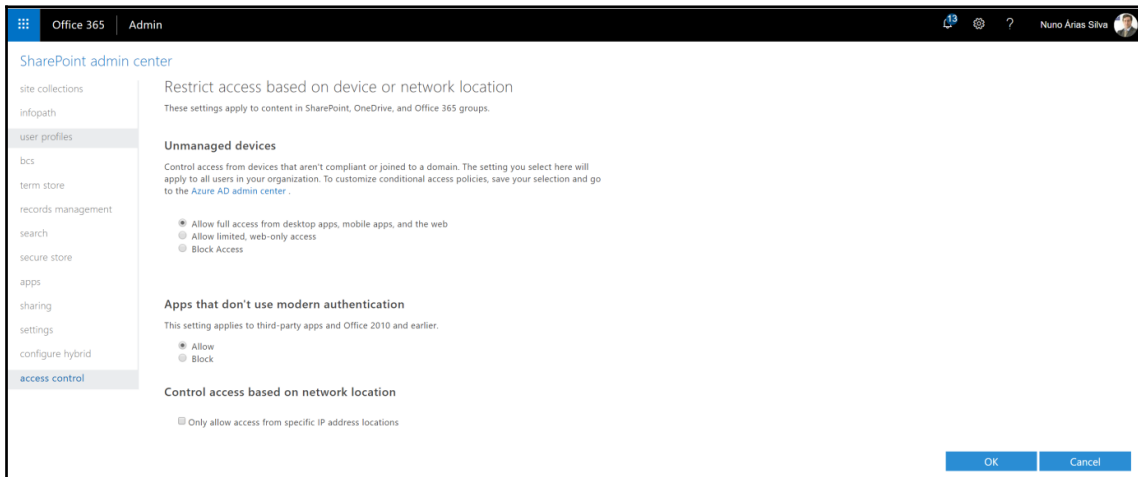 Office 365 Admin 13 ? Nuno Árias Silva
SharePoint admin center
site collections
infopath
user profiles
bcs
term store
records management
search
secure store
apps
sharing
settings
configure hybrid
access control
Restrict access based on device or network location
These settings apply to content in SharePoint, OneDrive, and Office 365 groups.
Unmanaged devices
Control access from devices that aren't compliant or joined to a domain. The setting you select here will
apply to all users in your organization. To customize conditional access policies, save your selection and go
to the Azure AD admin center .
Allow full access from desktop apps, mobile apps, and the web
Allow limited, web-only access
Block Access
Apps that don't use modern authentication
This setting applies to third-party apps and Office 2010 and earlier.
Allow
Block
Control access based on network location
Only allow access from specific IP address locations
OK Cancel